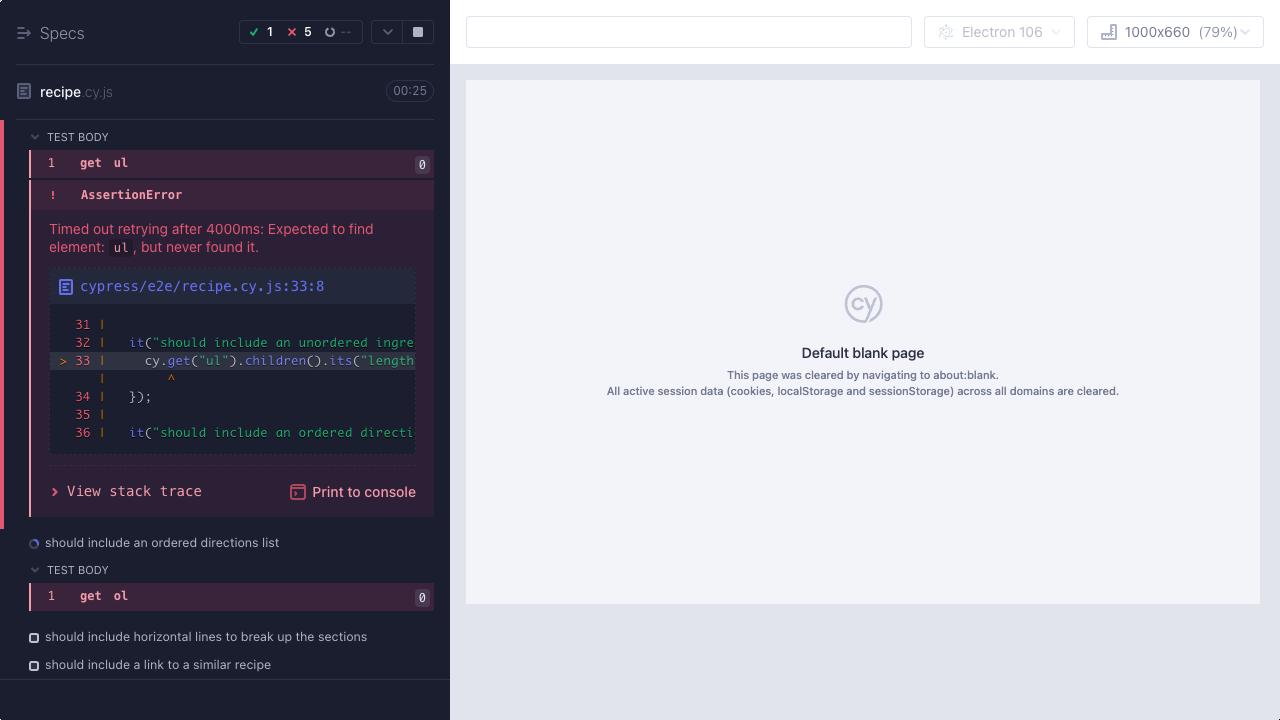 Specs
1 5 --
Electron 106
1000x660 (79%)
recipe.cy.js 00:25
TEST BODY
1 get ul 0
! AssertionError
Timed out retrying after 4000ms: Expected to find
element: ul, but never found it.
cypress/e2e/recipe.cy.js:33:8
31 |
32 | it("should include an unordered ingre
> 33 | cy.get("ul").children().its("length
| ^
34 | });
35 |
36 | it("should include an ordered directi
View stack trace
Print to console
should include an ordered directions list
TEST BODY
1 get ol 0
should include horizontal lines to break up the sections
should include a link to a similar recipe
cy
Default blank page
This page was cleared by navigating to about:blank.
All active session data (cookies, localStorage and sessionStorage) across all domains are cleared.